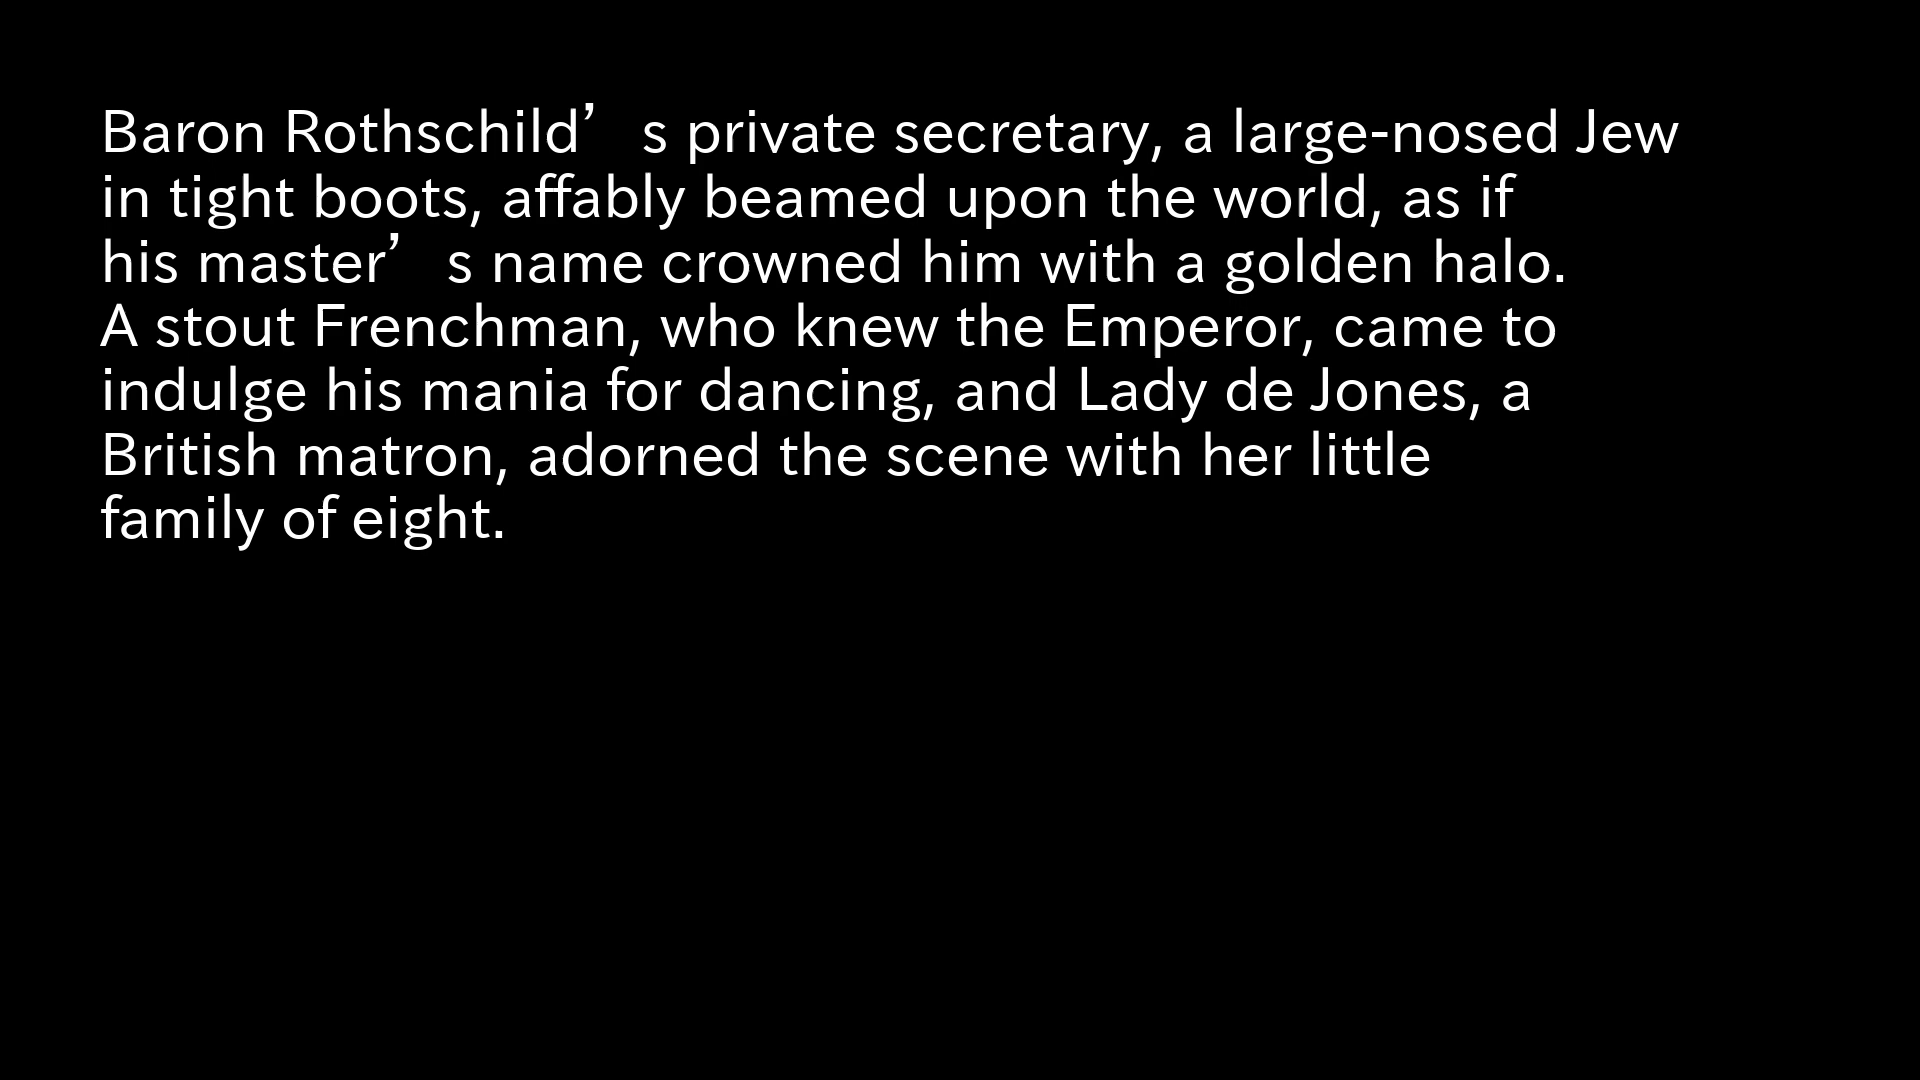 Baron Rothschild’s private secretary, a large-nosed Jew
in tight boots, affably beamed upon the world, as if
his master’s name crowned him with a golden halo.
A stout Frenchman, who knew the Emperor, came to
indulge his mania for dancing, and Lady de Jones, a
British matron, adorned the scene with her little
family of eight.